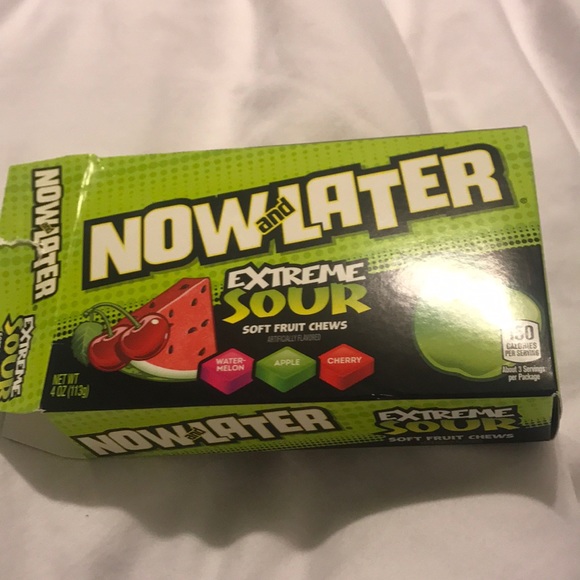 NOW and LATER
EXTREME
SOUR
SOFT FRUIT CHEWS
ARTIFICIALLY FLAVORED
WATER-
MELON
APPLE
CHERRY
NET WT
4 OZ (113g)
CALORIES
PER SERVING
About 3 Servings
per Package
NOW and LATER
EXTREME
SOUR
NOW and LATER
EXTREME
SOUR
SOFT FRUIT CHEWS